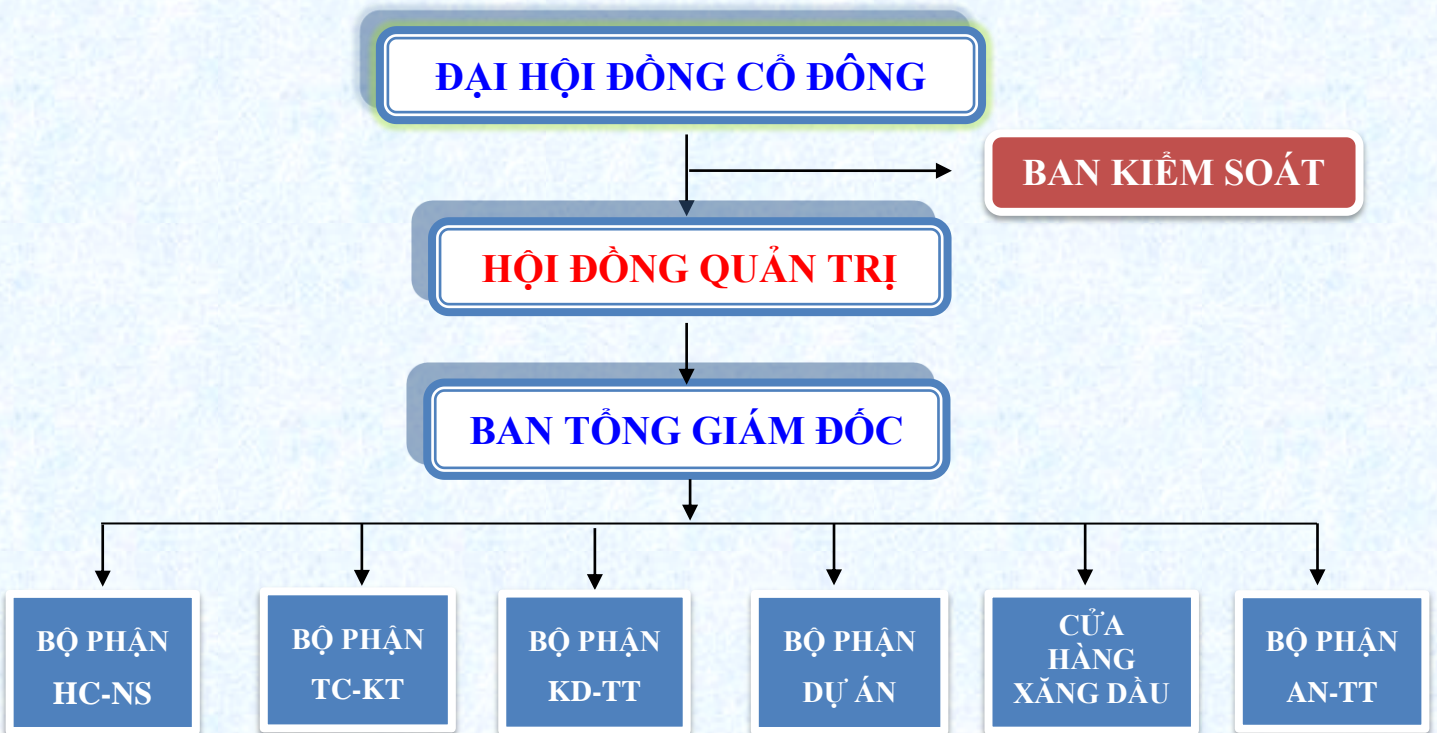 ĐẠI HỘI ĐỒNG CỔ ĐÔNG
BAN KIỂM SOÁT
HỘI ĐỒNG QUẢN TRỊ
BAN TỔNG GIÁM ĐỐC
BỘ PHẬN
HC-NS
BỘ PHẬN
TC-KT
BỘ PHẬN
KD-TT
BỘ PHẬN
DỰ ÁN
CỬA
HÀNG
XĂNG DẦU
BỘ PHẬN
AN-TT